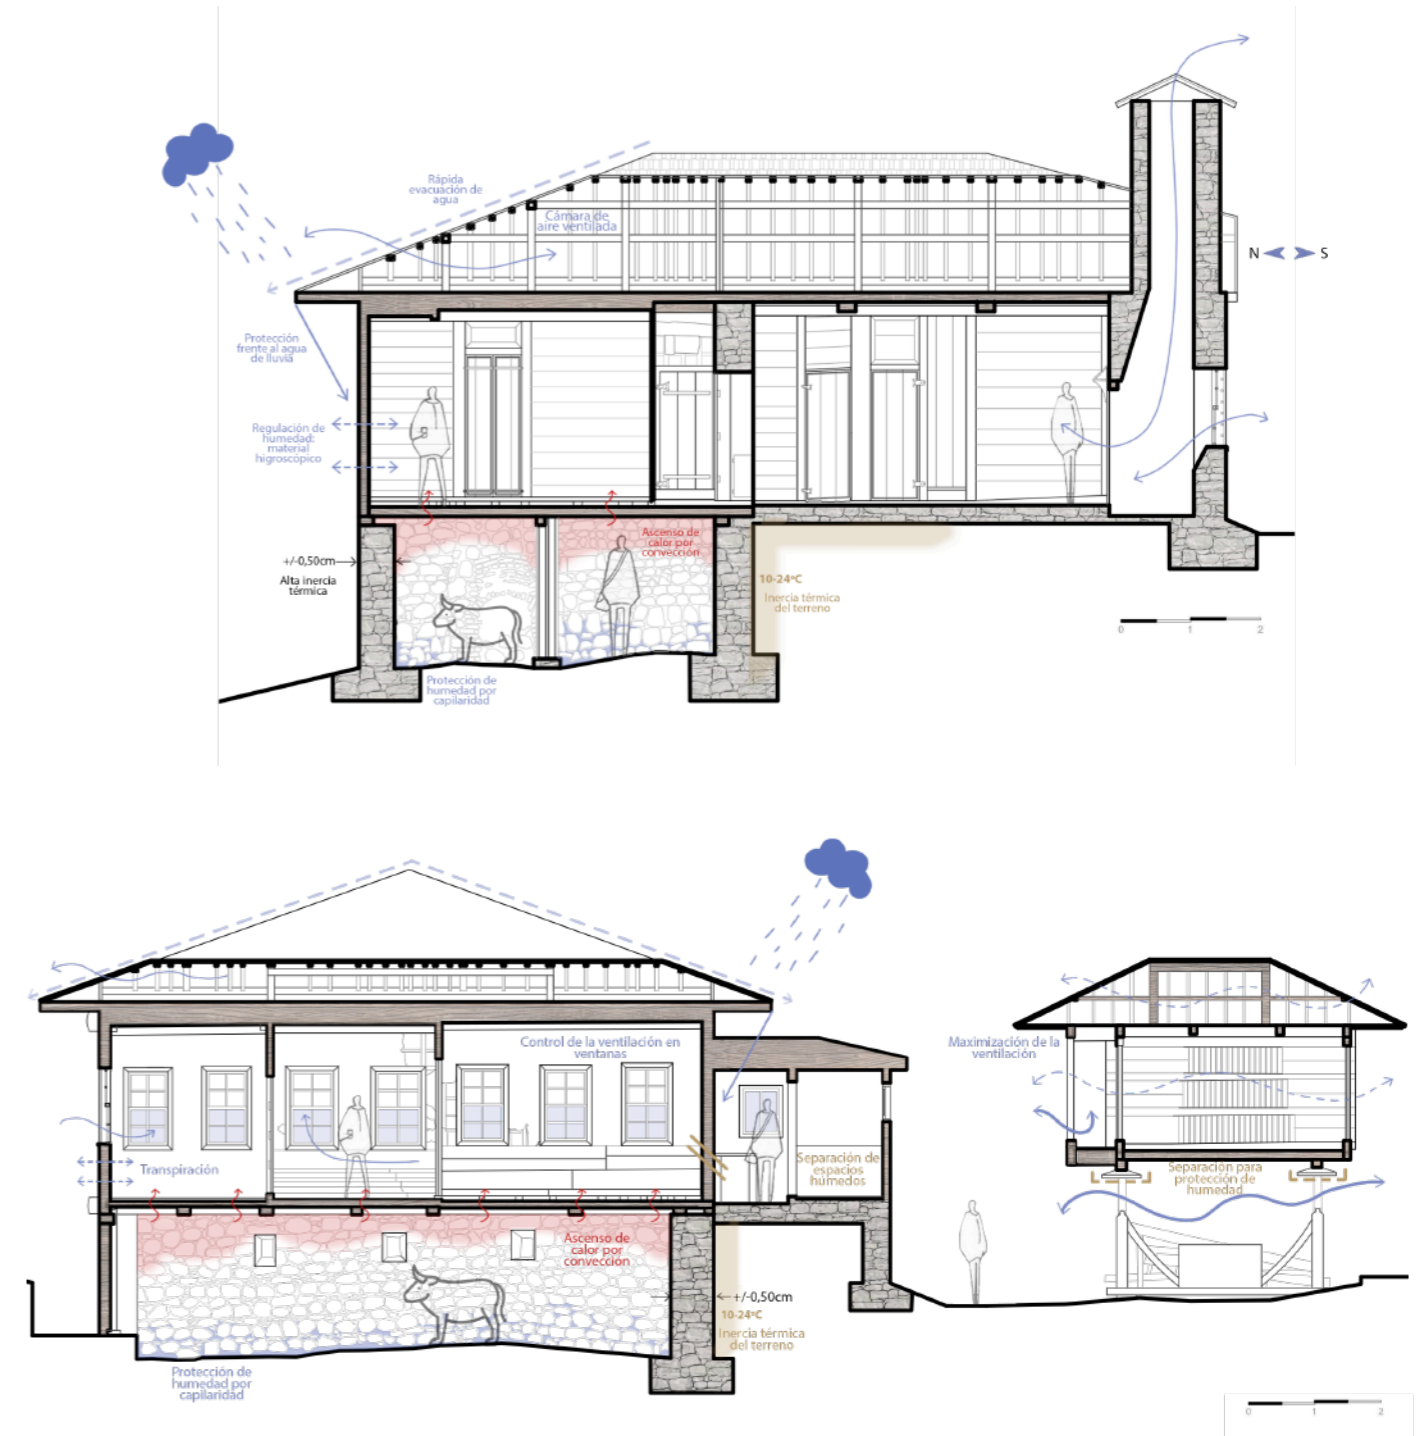 Rápida
evacuación de
agua
Cámara de
aire ventilada
N
S
Protección
frente al agua
de lluvia
Regulación de
humedad:
material
higroscópico
Ascenso de
calor por
convección
+/-0,50cm
Alta inercia
térmica
10-24ºC
Inercia térmica
del terreno
0 1 2
Protección de
humedad por
capilaridad
Control de la ventilación en
ventanas
Maximización de la
ventilación
Transpiración
Separación de
espacios
húmedos
Separación para
protección de
humedad
Ascenso de
calor por
convección
+/-0,50cm
10-24ºC
Inercia térmica
del terreno
Protección de
humedad por
capilaridad
0 1 2